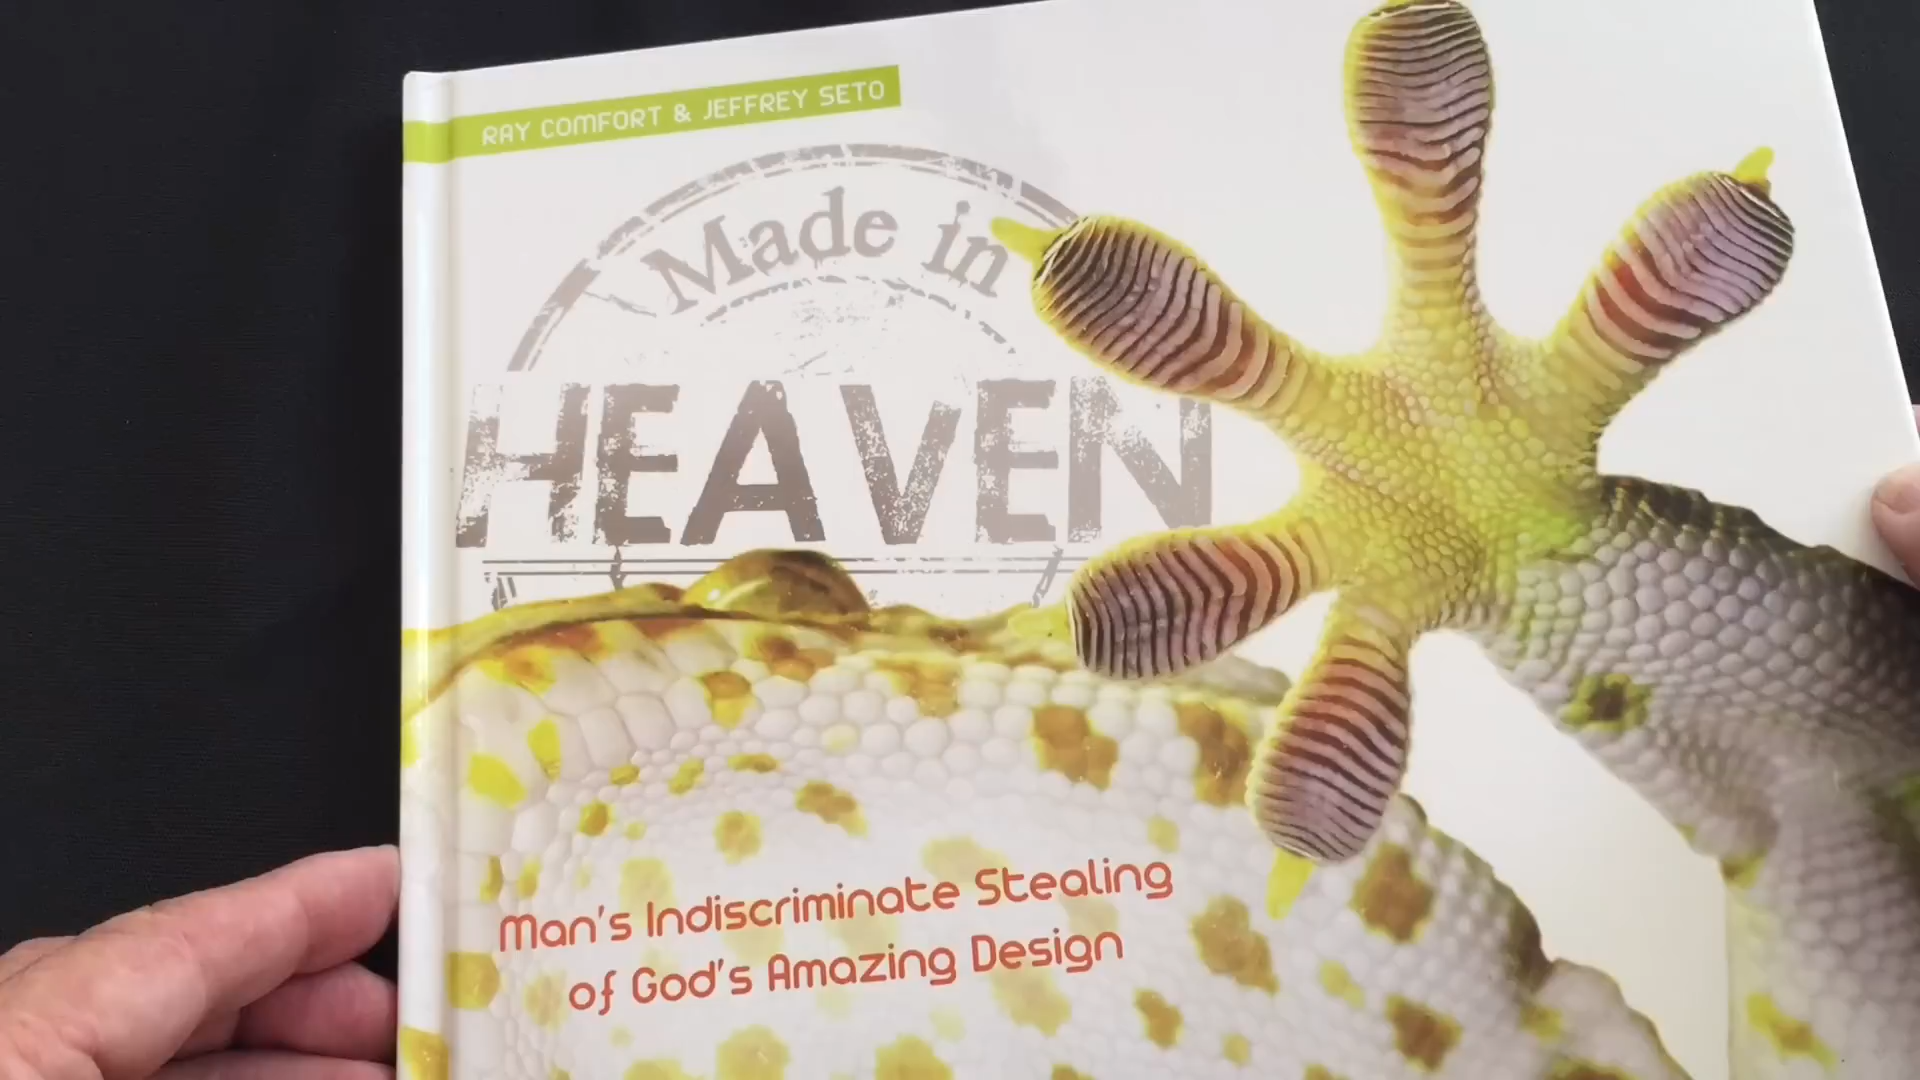 RAY COMFORT & JEFFREY SETO
Made in
HEAVEN
Man's Indiscriminate Stealing
of God's Amazing Design